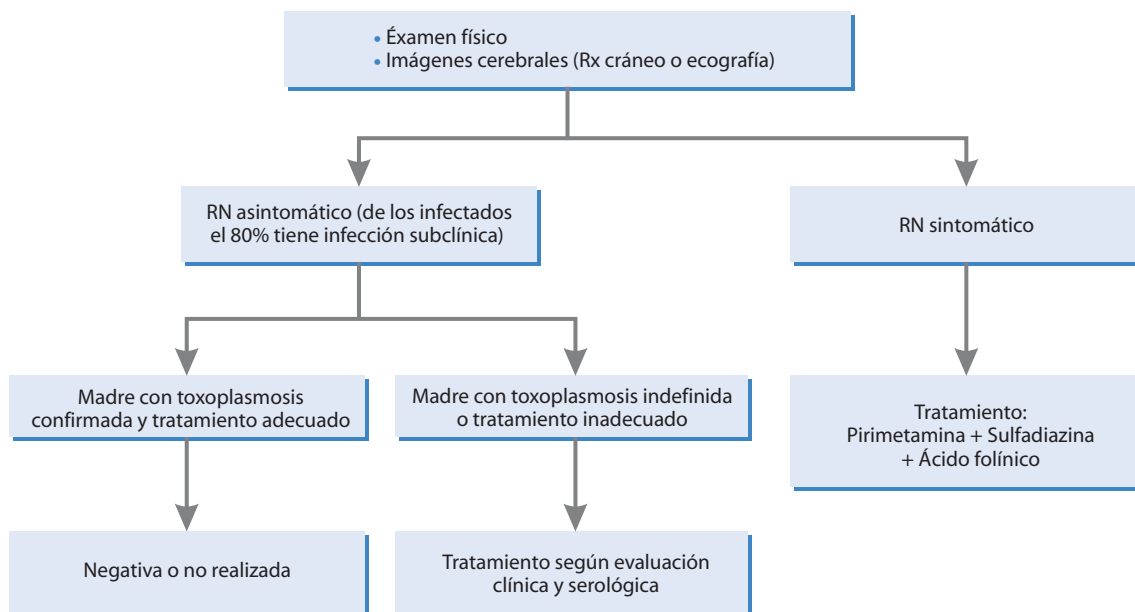 • Éxamen físico
• Imágenes cerebrales (Rx cráneo o ecografía)
RN asintomático (de los infectados
el 80% tiene infección subclínica)
RN sintomático
Madre con toxoplasmosis
confirmada y tratamiento adecuado
Madre con toxoplasmosis indefinida
o tratamiento inadecuado
Tratamiento:
Pirimetamina + Sulfadiazina
+ Ácido folínico
Negativa o no realizada
Tratamiento según evaluación
clínica y serológica